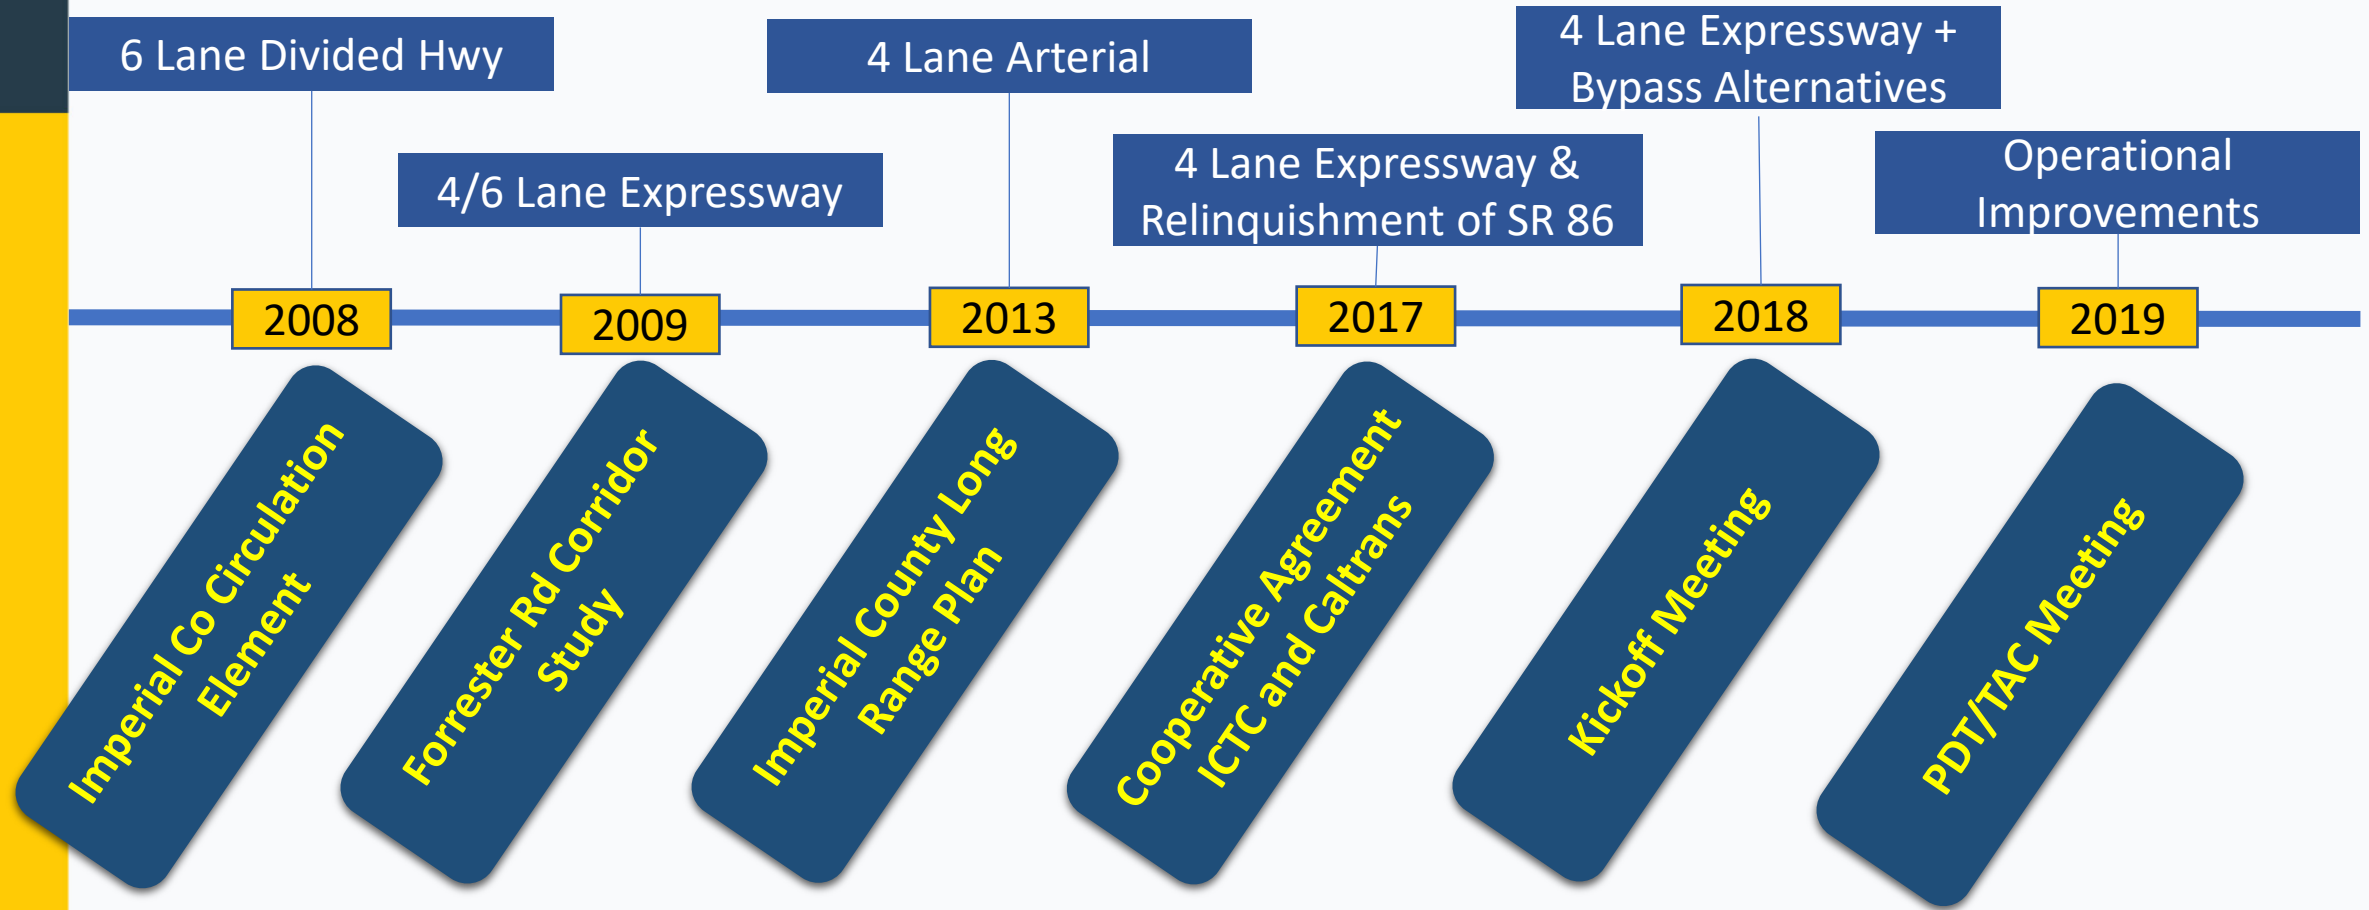 6 Lane Divided Hwy
4 Lane Arterial
4 Lane Expressway +
Bypass Alternatives
4/6 Lane Expressway
4 Lane Expressway &
Relinquishment of SR 86
Operational
Improvements
2008
2009
2013
2017
2018
2019
Imperial Co Circulation
Element
Forrester Rd Corridor
Study
Imperial County Long
Range Plan
Cooperative Agreement
ICTC and Caltrans
Kickoff Meeting
PDT/TAC Meeting